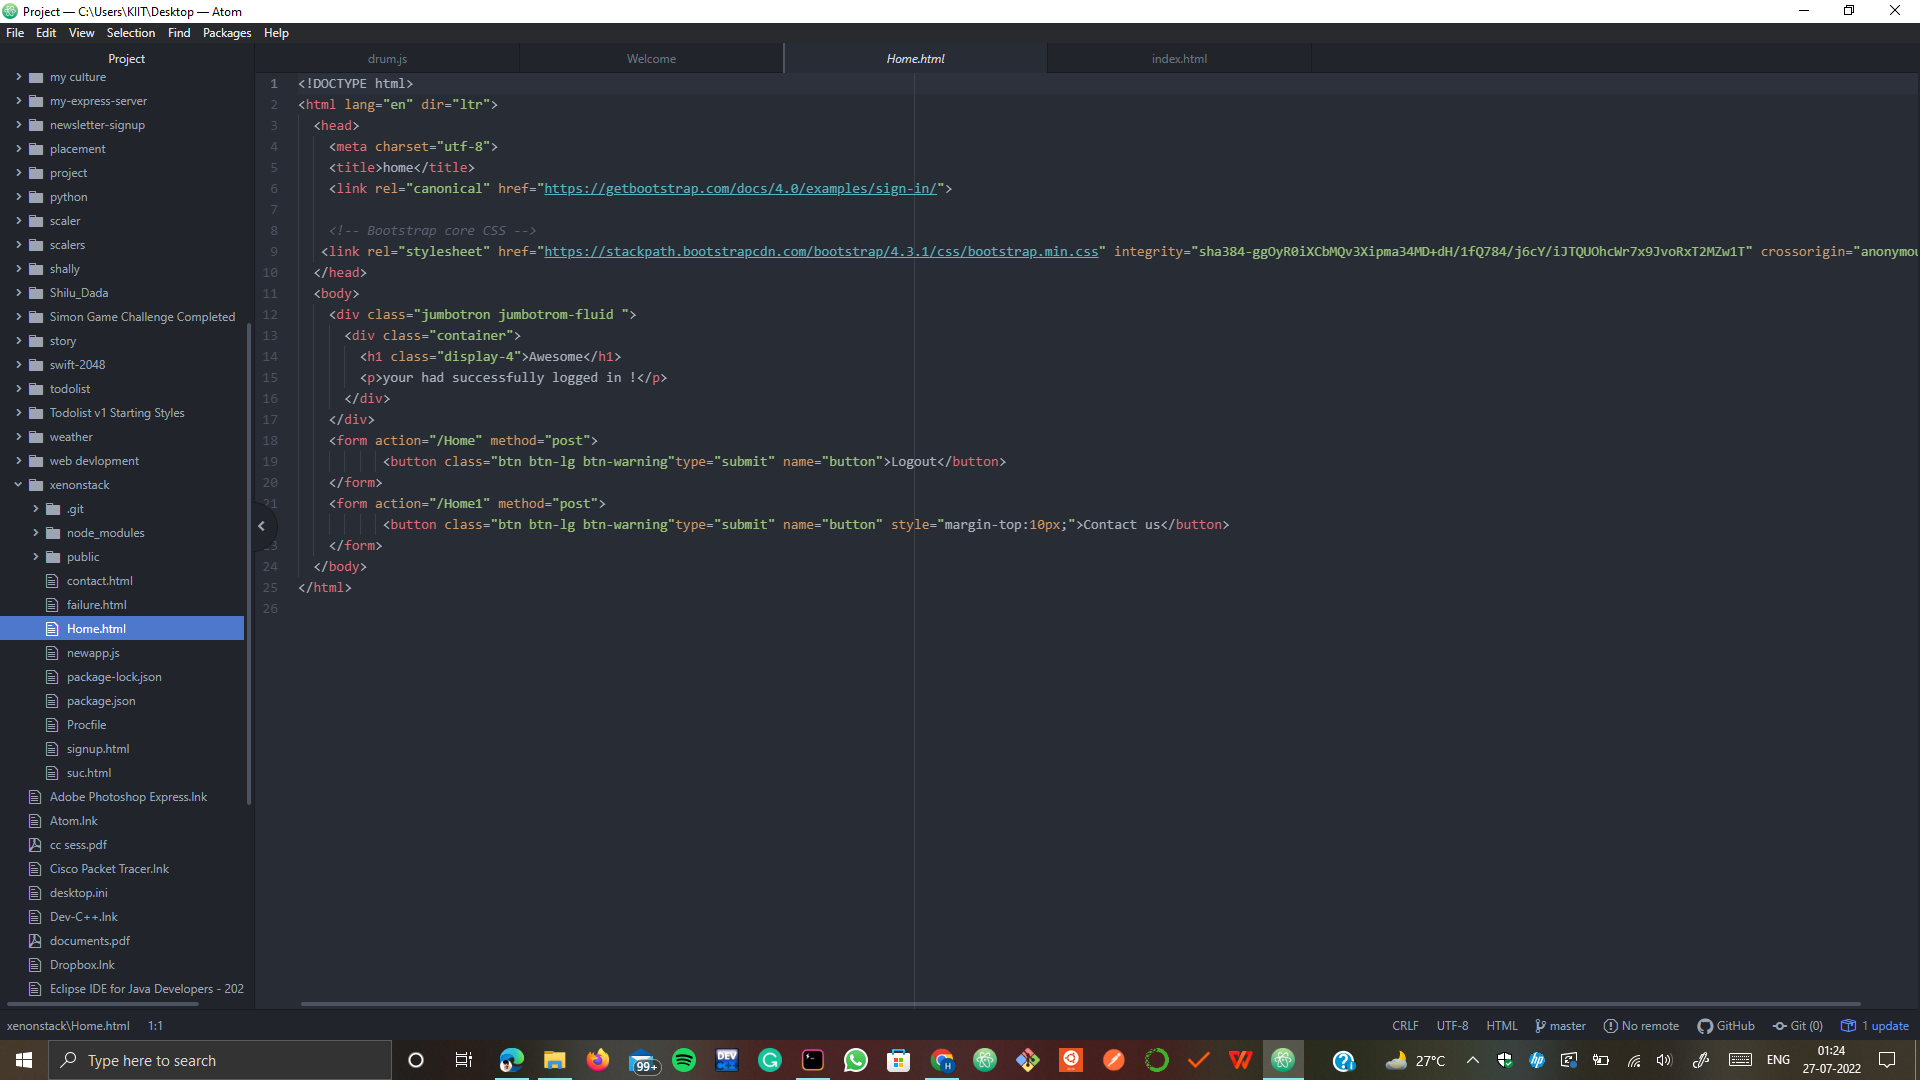 Project — C:\Users\KIIT\Desktop — Atom
File Edit View Selection Find Packages Help
Project
my culture
my-express-server
newsletter-signup
placement
project
python
scaler
scalers
shally
Shilu_Dada
Simon Game Challenge Completed
story
swift-2048
todolist
Todolist v1 Starting Styles
weather
web devlopment
xenonstack
.git
node_modules
public
contact.html
failure.html
Home.html
newapp.js
package-lock.json
package.json
Procfile
signup.html
suc.html
Adobe Photoshop Express.lnk
Atom.lnk
cc sess.pdf
Cisco Packet Tracer.lnk
desktop.ini
Dev-C++.lnk
documents.pdf
Dropbox.lnk
Eclipse IDE for Java Developers - 202
drum.js Welcome Home.html index.html
1 <!DOCTYPE html>
2 <html lang="en" dir="ltr">
3 <head>
4 <meta charset="utf-8">
5 <title>home</title>
6 <link rel="canonical" href="https://getbootstrap.com/docs/4.0/examples/sign-in/">
7
8 <!-- Bootstrap core CSS -->
9 <link rel="stylesheet" href="https://stackpath.bootstrapcdn.com/bootstrap/4.3.1/css/bootstrap.min.css" integrity="sha384-ggOyR0iXCbMQv3Xipma34MD+dH/1fQ784/j6cY/iJTQUOhcWr7x9JvoRxT2MZw1T" crossorigin="anonymou
10 </head>
11 <body>
12 <div class="jumbotron jumbotrom-fluid ">
13 <div class="container">
14 <h1 class="display-4">Awesome</h1>
15 <p>your had successfully logged in !</p>
16 </div>
17 </div>
18 <form action="/Home" method="post">
19 <button class="btn btn-lg btn-warning"type="submit" name="button">Logout</button>
20 </form>
21 <form action="/Home1" method="post">
<button class="btn btn-lg btn-warning"type="submit" name="button" style="margin-top:10px;">Contact us</button>
23 </form>
24 </body>
25 </html>
26
xenonstack\Home.html 1:1 CRLF UTF-8 HTML master No remote GitHub Git (0) 1 update
Type here to search 99+ DEV 27°C ENG 01:24
27-07-2022